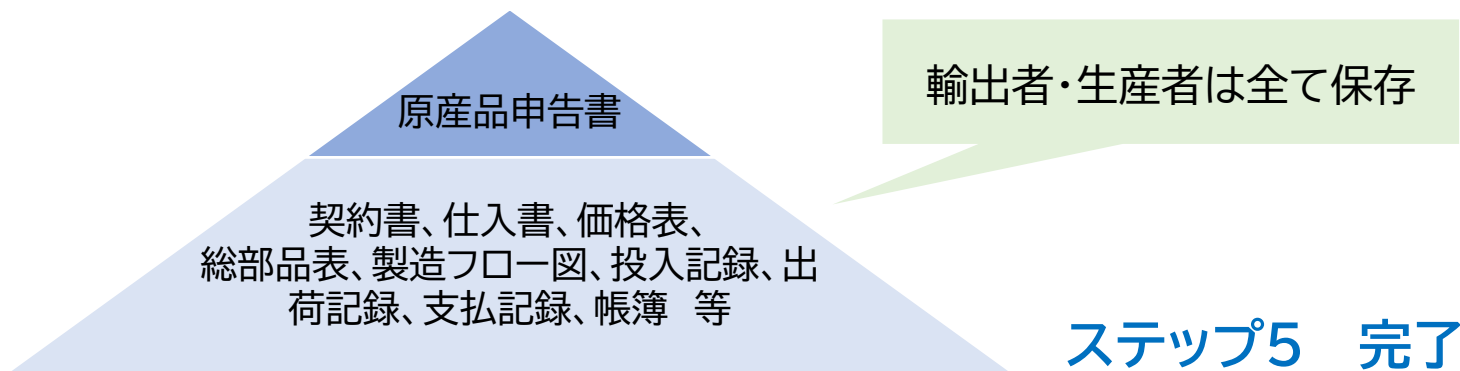 原産品申告書
輸出者・生産者は全て保存
契約書、仕入書、価格表、
総部品表、製造フロー図、投入記録、出
荷記録、支払記録、帳簿　等
ステップ5　完了